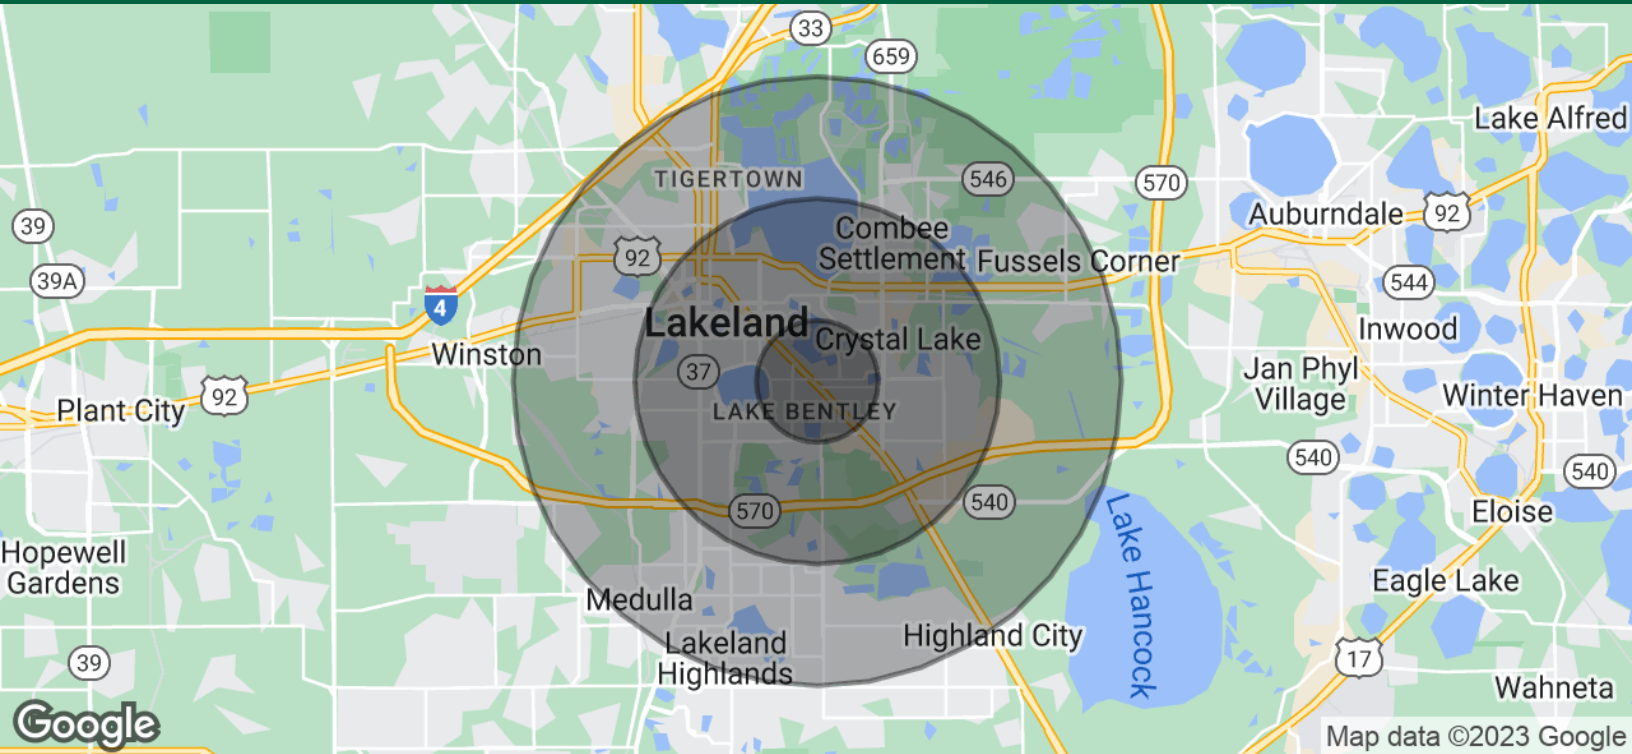 33
659
Lake Alfred
TIGERTOWN
546
570
39
Auburndale
92
Combee
Settlement
Fussels Corner
92
39A
4
544
Lakeland
Crystal Lake
Inwood
Winston
37
Jan Phyl
Village
92
Plant City
LAKE BENTLEY
Winter Haven
540
540
570
540
Eloise
Lake Hancock
Hopewell
Gardens
Eagle Lake
Medulla
Highland City
Lakeland
Highlands
39
17
Wahneta
Google
Map data ©2023 Google